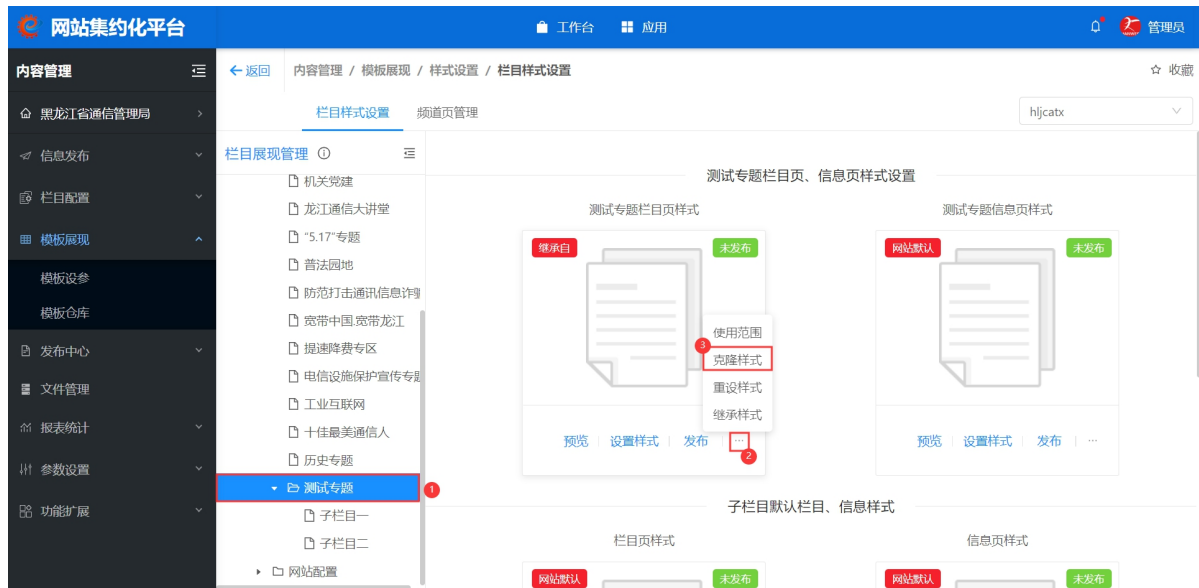 网站集约化平台
工作台
应用
管理员
内容管理
返回
内容管理 / 模板展现 / 样式设置 / 栏目样式设置
收藏
黑龙江省通信管理局
信息发布
栏目配置
模板展现
模板设参
模板仓库
发布中心
文件管理
报表统计
参数设置
功能扩展
栏目样式设置
频道页管理
hljcatx
栏目展现管理
机关党建
龙江通信大讲堂
“5.17”专题
普法园地
防范打击通讯信息诈骗
宽带中国.宽带龙江
提速降费专区
电信设施保护宣传专题
工业互联网
十佳最美通信人
历史专题
测试专题
1
子栏目一
子栏目二
网站配置
测试专题栏目页、信息页样式设置
测试专题栏目页样式
继承自
未发布
使用范围
3
克隆样式
重设样式
继承样式
预览
设置样式
发布
...
2
测试专题信息页样式
网站默认
未发布
预览
设置样式
发布
...
子栏目默认栏目、信息样式
栏目页样式
信息页样式
网站默认
未发布
网站默认
未发布